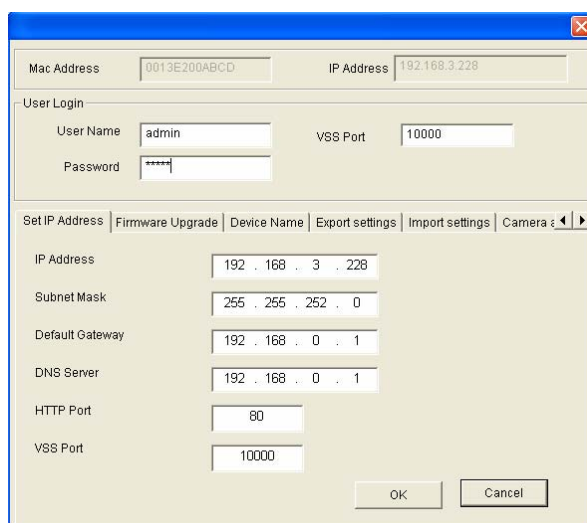 Mac Address 0013E200ABCD IP Address 192.168.3.228
User Login
User Name admin VSS Port 10000
Password *****
Set IP Address Firmware Upgrade Device Name Export settings Import settings Camera a
IP Address 192 . 168 . 3 . 228
Subnet Mask 255 . 255 . 252 . 0
Default Gateway 192 . 168 . 0 . 1
DNS Server 192 . 168 . 0 . 1
HTTP Port 80
VSS Port 10000
OK Cancel